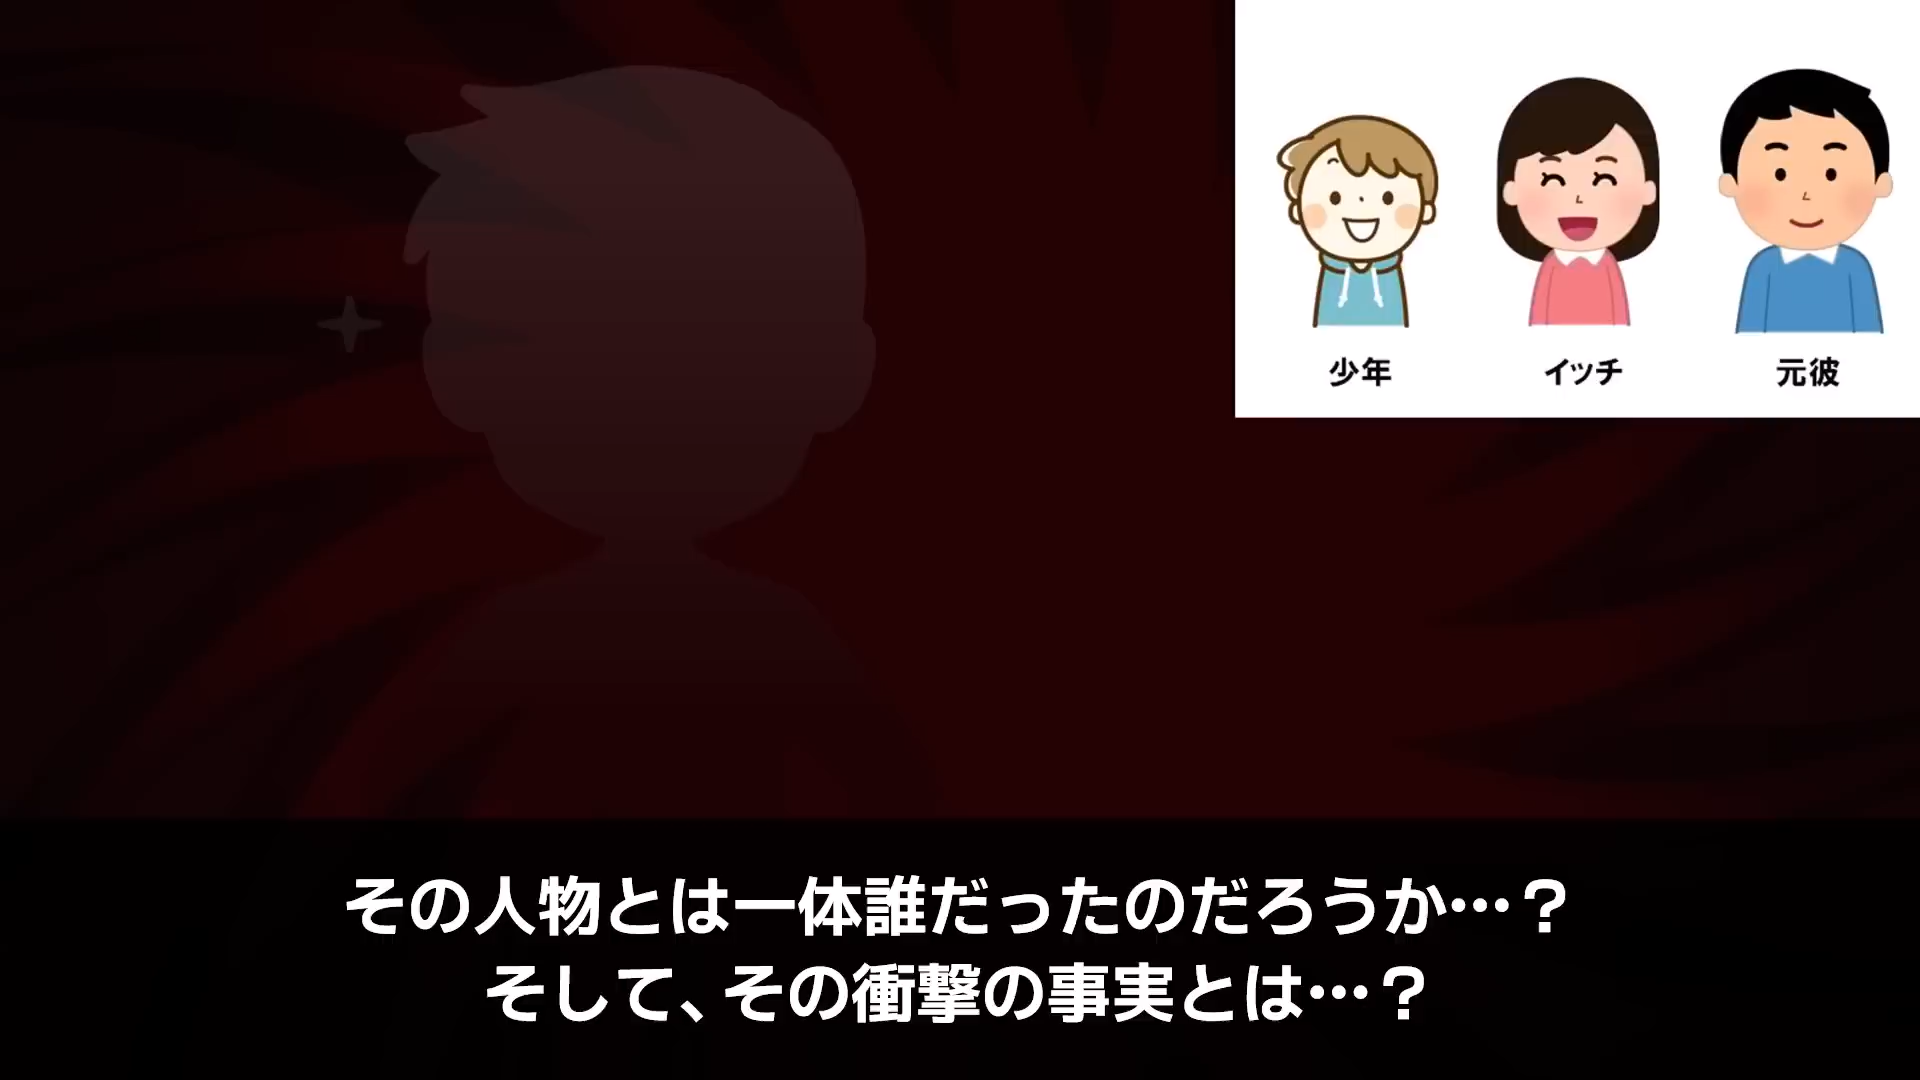 少年
イッチ
元彼
その人物とは一体誰だったのだろうか…？
そして、その衝撃の事実とは…？